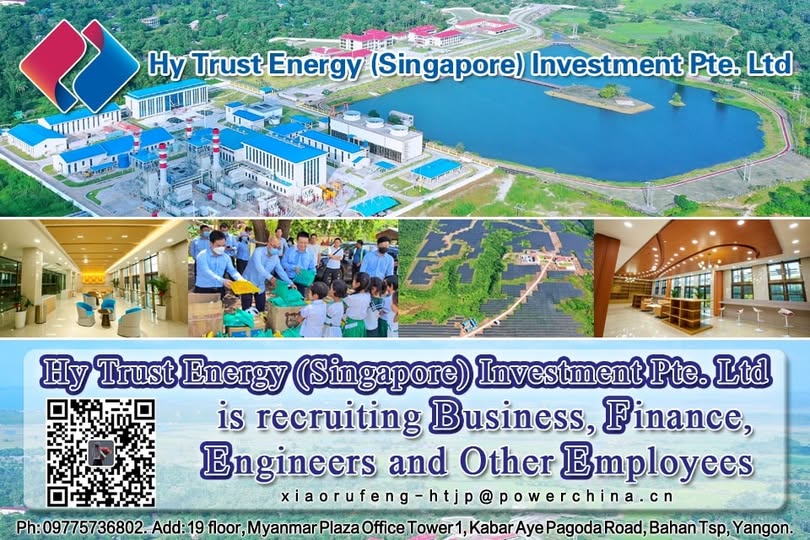 Hy Trust Energy (Singapore) Investment Pte. Ltd
Hy Trust Energy (Singapore) Investment Pte. Ltd
is recruiting Business, Finance,
Engineers and Other Employees
xiaorufeng-htjp@powerchina.cn
Ph: 09775736802. Add: 19 floor, Myanmar Plaza Office Tower 1, Kabar Aye Pagoda Road, Bahan Tsp, Yangon.